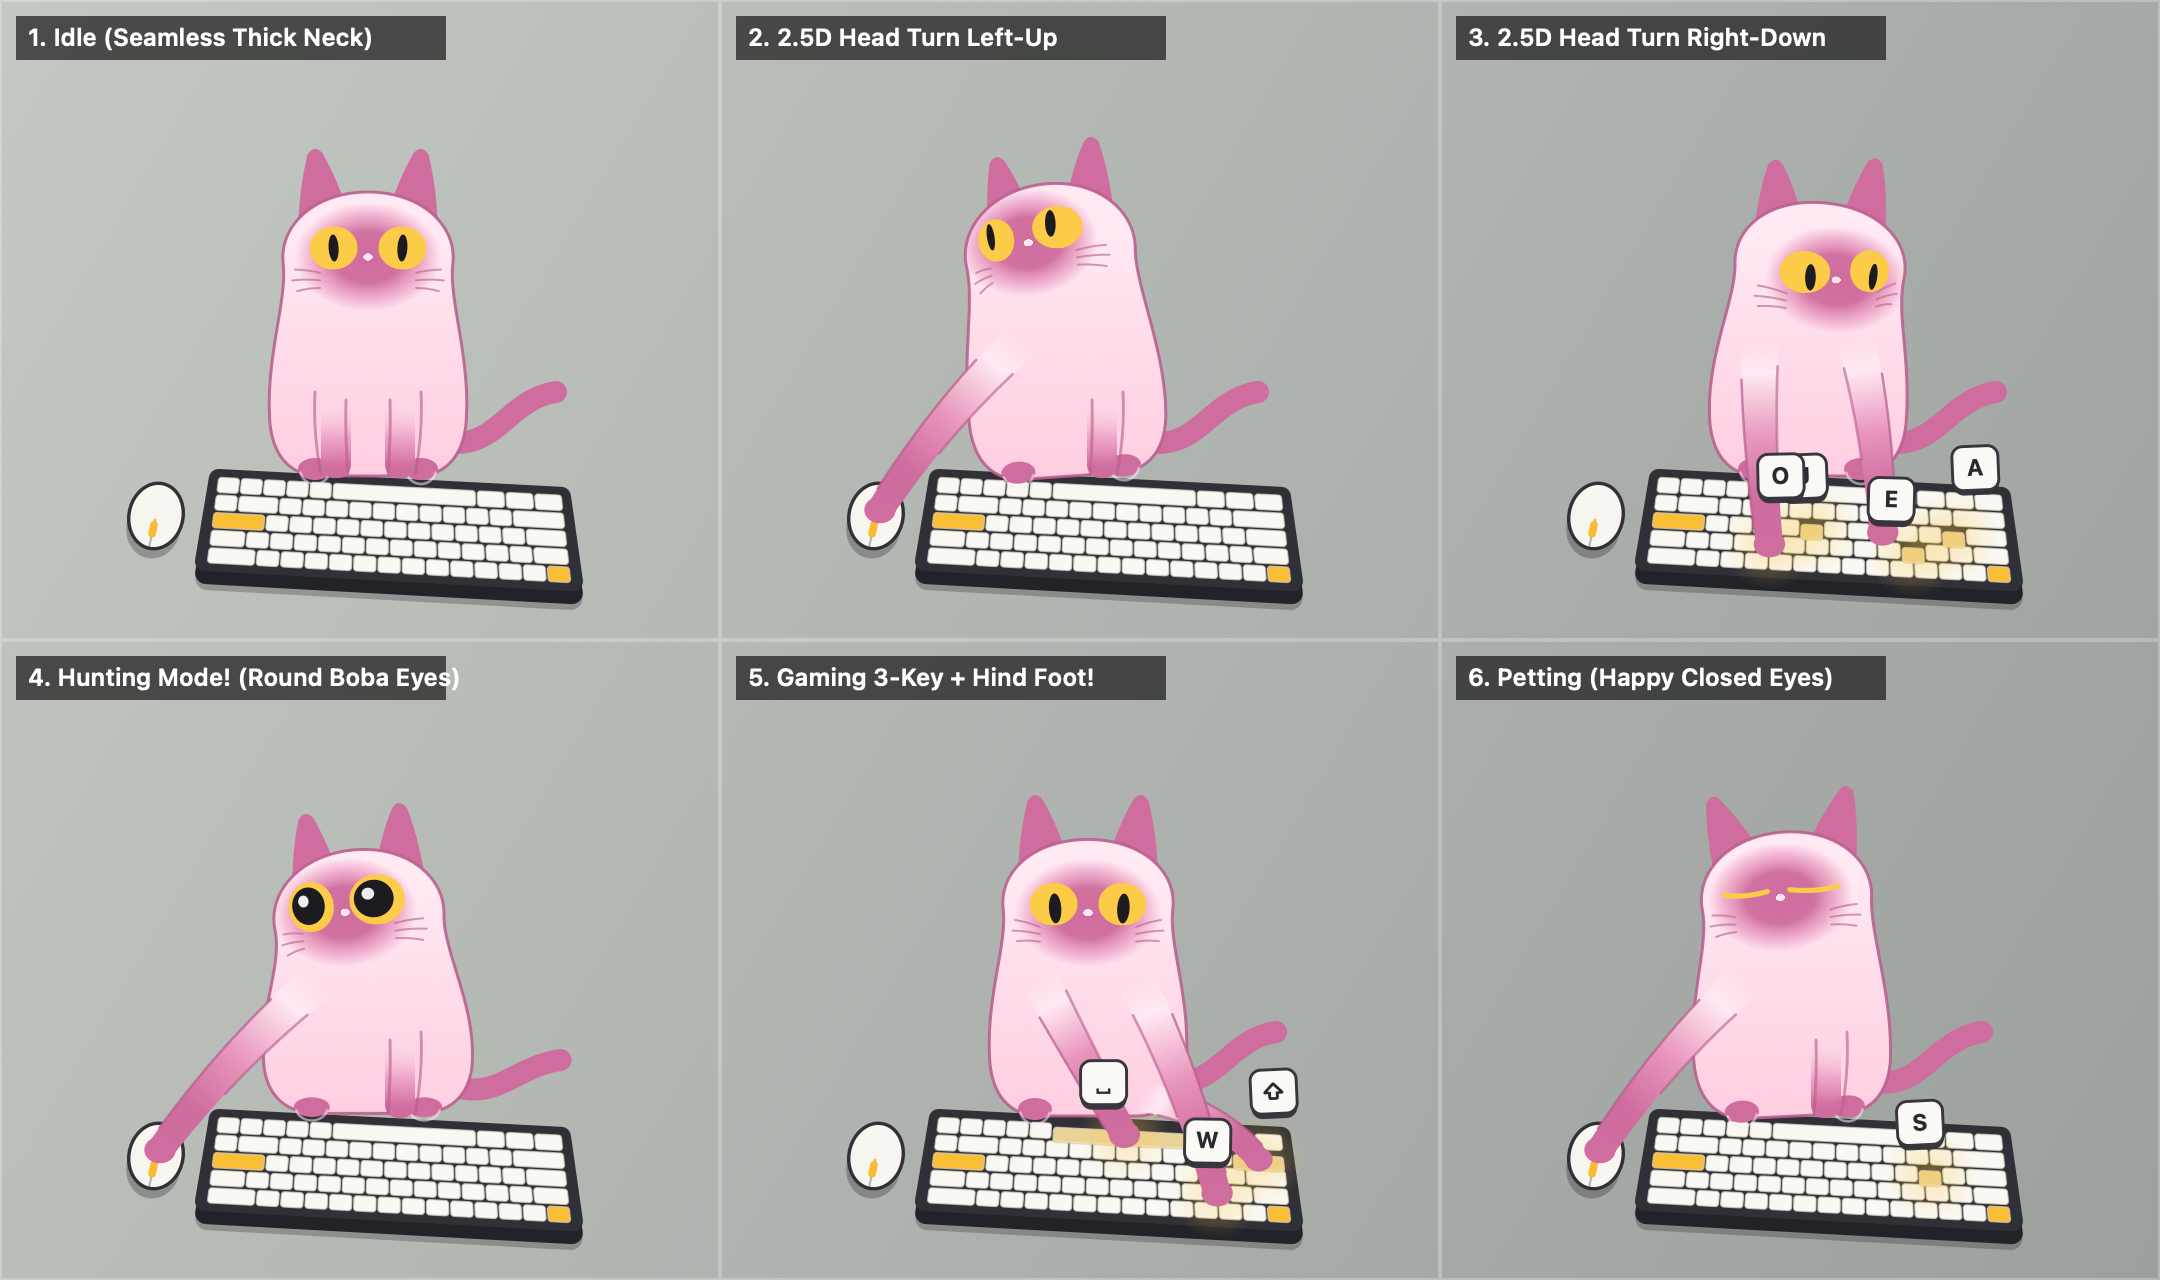 1. Idle (Seamless Thick Neck)
2. 2.5D Head Turn Left-Up
3. 2.5D Head Turn Right-Down
O
E
A
4. Hunting Mode! (Round Boba Eyes)
5. Gaming 3-Key + Hind Foot!
6. Petting (Happy Closed Eyes)
␣
⇧
W
S